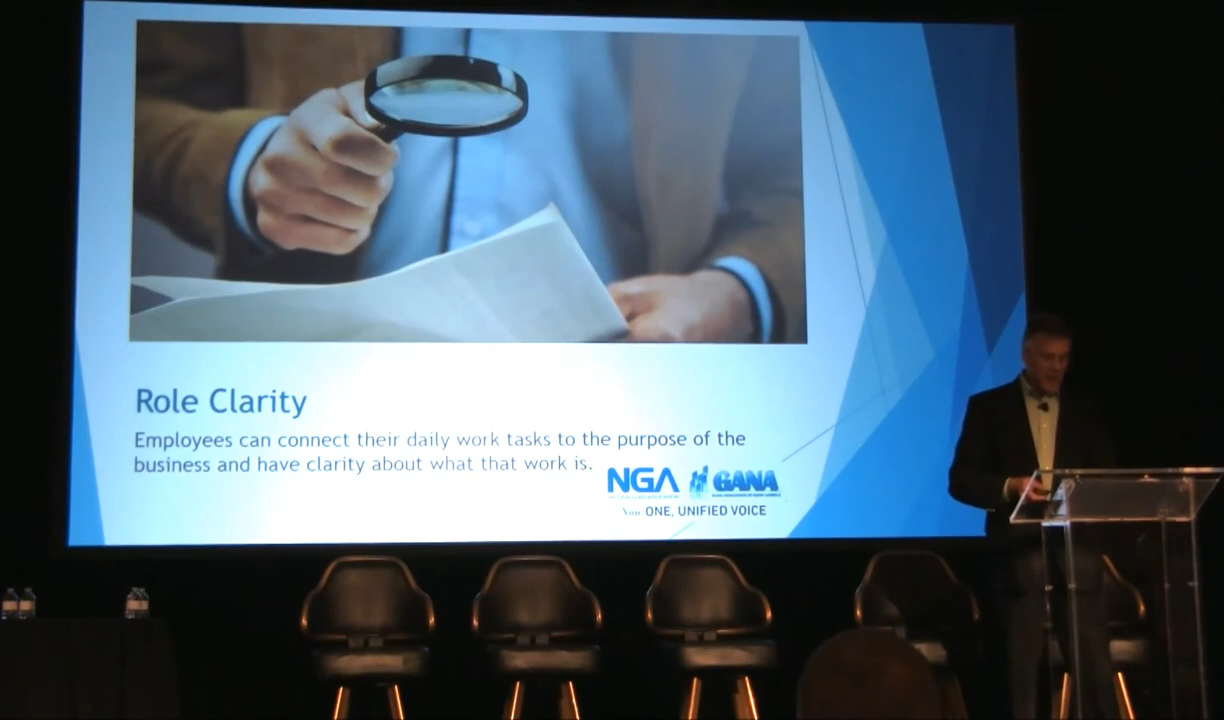 Role Clarity
Employees can connect their daily work tasks to the purpose of the
business and have clarity about what that work is.
NGA GANA
Now ONE, UNIFIED VOICE